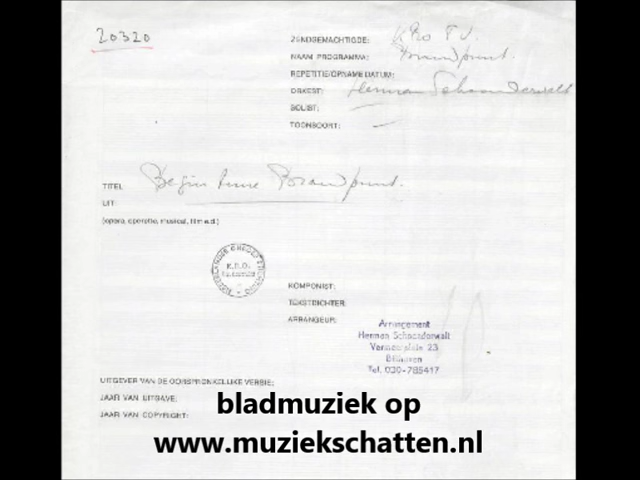 20320
ZENDGEMACHTIGDE: KRO TV.
NAAM PROGRAMMA: Brandpunt.
REPETITIE/OPNAME DATUM:
ORKEST: Herman Schoonderwalt
SOLIST: —
TOONSOORT: —
TITEL Begin tune Brandpunt.
UIT:
(opera, operette, musical, film e.d.)
K.R.O.
KOMPONIST:
TEKSTDICHTER:
ARRANGEUR:
Arrangement
Herman Schoonderwalt
23
Bilthoven
Tel. 030-785417
UITGEVER VAN DE OORSPRONKELIJKE VERSIE:
JAAR VAN UITGAVE:
JAAR VAN COPYRIGHT:
bladmuziek op
www.muziekschatten.nl